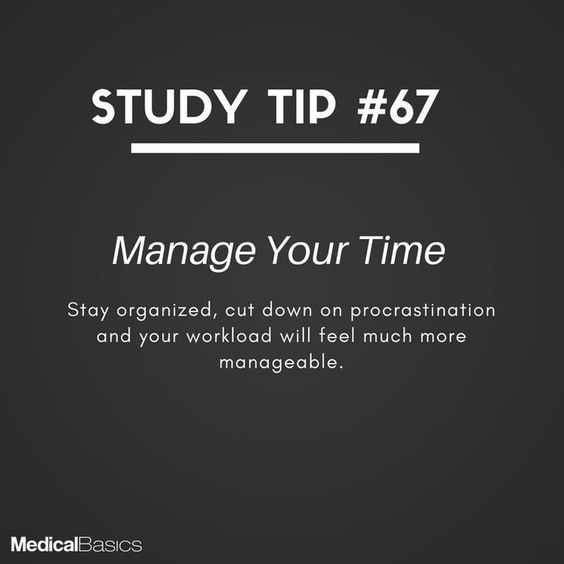 STUDY TIP #67
Manage Your Time
Stay organized, cut down on procrastination
and your workload will feel much more
manageable.
MedicalBasics